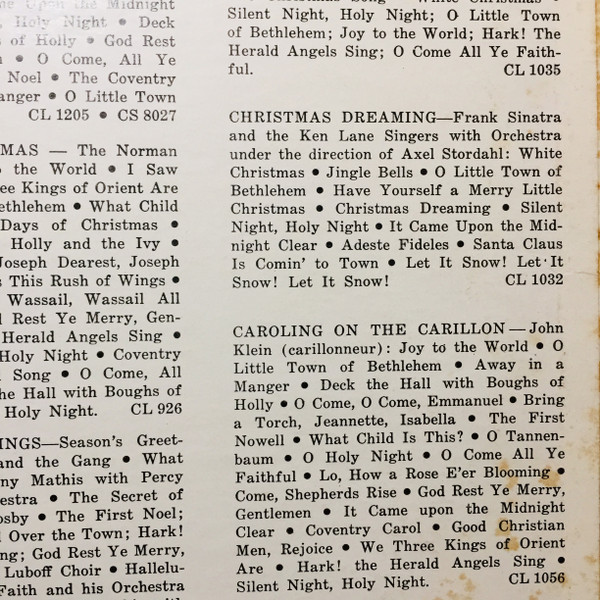 me Upon the Midnight
Holy Night • Deck
s of Holly • God Rest
• O Come, All Ye
Noel • The Coventry
anger • O Little Town
CL 1205 • CS 8027
MAS — The Norman
the World • I Saw
ee Kings of Orient Are
ethlehem • What Child
Days of Christmas •
Holly and the Ivy •
Joseph Dearest, Joseph
This Rush of Wings •
Wassail, Wassail All
Rest Ye Merry, Gen-
Herald Angels Sing •
Holy Night • Coventry
Song • O Come, All
he Hall with Boughs of
Holy Night. CL 926
INGS—Season's Greet-
and the Gang • What
ny Mathis with Percy
estra • The Secret of
osby • The First Noel;
Over the Town; Hark!
ng; God Rest Ye Merry,
Luboff Choir • Hallelu-
Faith and his Orchestra
Silent Night, Holy Night; O Little Town
of Bethlehem; Joy to the World; Hark! The
Herald Angels Sing; O Come All Ye Faith-
ful. CL 1035
CHRISTMAS DREAMING—Frank Sinatra
and the Ken Lane Singers with Orchestra
under the direction of Axel Stordahl: White
Christmas • Jingle Bells • O Little Town of
Bethlehem • Have Yourself a Merry Little
Christmas • Christmas Dreaming • Silent
Night, Holy Night • It Came Upon the Mid-
night Clear • Adeste Fideles • Santa Claus
Is Comin' to Town • Let It Snow! Let It
Snow! Let It Snow! CL 1032
CAROLING ON THE CARILLON—John
Klein (carillonneur): Joy to the World • O
Little Town of Bethlehem • Away in a
Manger • Deck the Hall with Boughs of
Holly • O Come, O Come, Emmanuel • Bring
a Torch, Jeannette, Isabella • The First
Nowell • What Child Is This? • O Tannen-
baum • O Holy Night • O Come All Ye
Faithful • Lo, How a Rose E'er Blooming •
Come, Shepherds Rise • God Rest Ye Merry,
Gentlemen • It Came upon the Midnight
Clear • Coventry Carol • Good Christian
Men, Rejoice • We Three Kings of Orient
Are • Hark! the Herald Angels Sing •
Silent Night, Holy Night. CL 1056